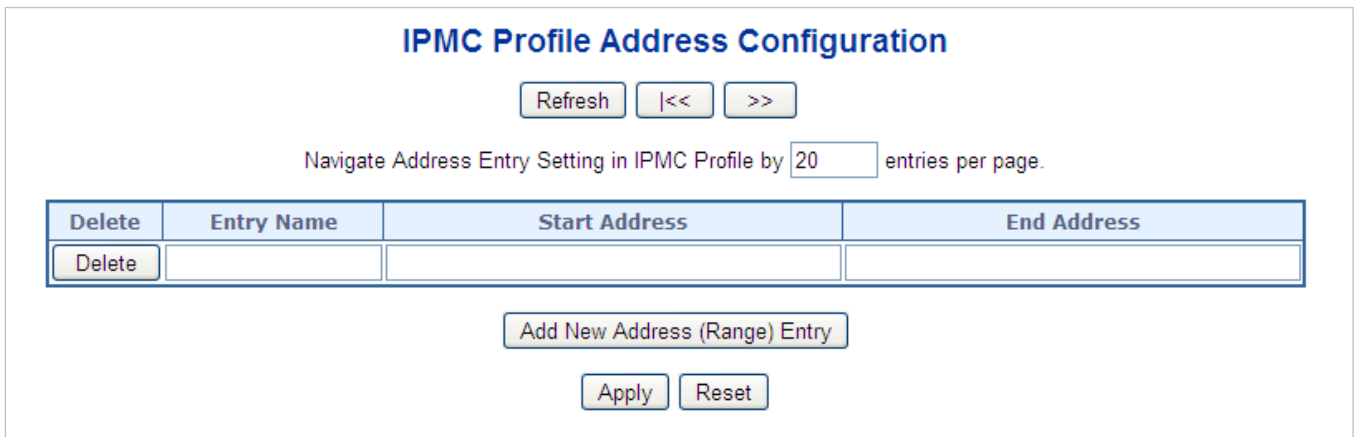 IPMC Profile Address Configuration
Refresh |<< >>
Navigate Address Entry Setting in IPMC Profile by 20 entries per page.
Delete Entry Name Start Address End Address
Delete
Add New Address (Range) Entry
Apply Reset